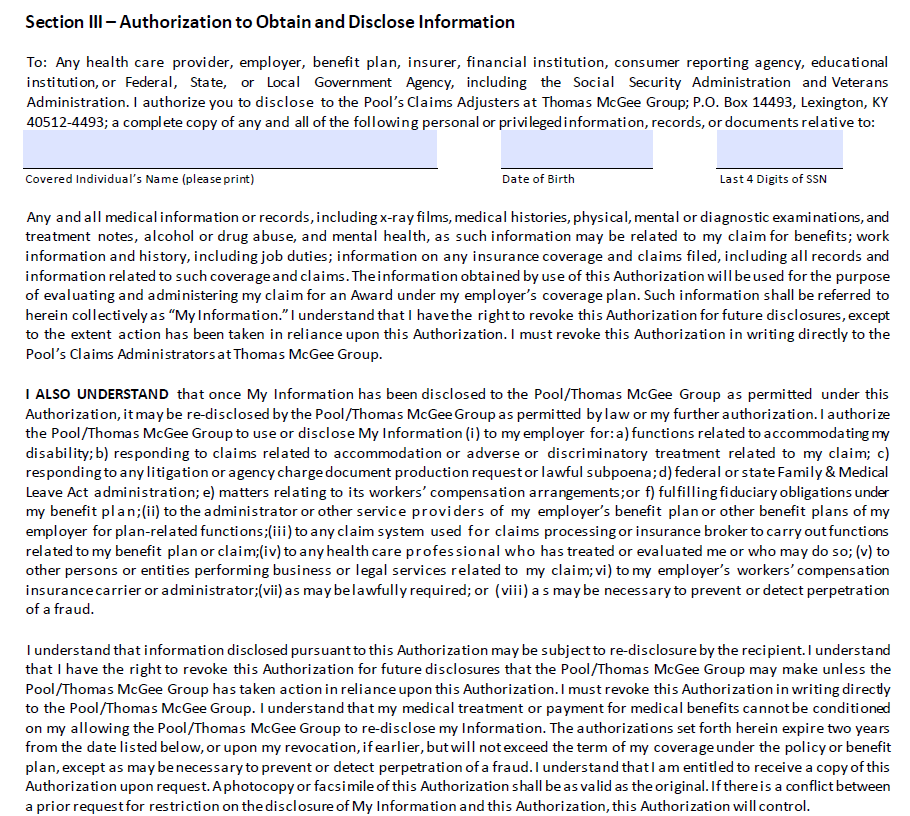 Section III – Authorization to Obtain and Disclose Information
To: Any health care provider, employer, benefit plan, insurer, financial institution, consumer reporting agency, educational
institution, or Federal, State, or Local Government Agency, including the Social Security Administration and Veterans
Administration. I authorize you to disclose to the Pool's Claims Adjusters at Thomas McGee Group; P.O. Box 14493, Lexington, KY
40512-4493; a complete copy of any and all of the following personal or privileged information, records, or documents relative to:
Covered Individual's Name (please print) Date of Birth Last 4 Digits of SSN
Any and all medical information or records, including x-ray films, medical histories, physical, mental or diagnostic examinations, and
treatment notes, alcohol or drug abuse, and mental health, as such information may be related to my claim for benefits; work
information and history, including job duties; information on any insurance coverage and claims filed, including all records and
information related to such coverage and claims. The information obtained by use of this Authorization will be used for the purpose
of evaluating and administering my claim for an Award under my employer's coverage plan. Such information shall be referred to
herein collectively as "My Information." I understand that I have the right to revoke this Authorization for future disclosures, except
to the extent action has been taken in reliance upon this Authorization. I must revoke this Authorization in writing directly to the
Pool's Claims Administrators at Thomas McGee Group.
I ALSO UNDERSTAND that once My Information has been disclosed to the Pool/Thomas McGee Group as permitted under this
Authorization, it may be re-disclosed by the Pool/Thomas McGee Group as permitted by law or my further authorization. I authorize
the Pool/Thomas McGee Group to use or disclose My Information (i) to my employer for: a) functions related to accommodating my
disability; b) responding to claims related to accommodation or adverse or discriminatory treatment related to my claim; c)
responding to any litigation or agency charge document production request or lawful subpoena; d) federal or state Family & Medical
Leave Act administration; e) matters relating to its workers' compensation arrangements; or f) fulfilling fiduciary obligations under
my benefit plan; (ii) to the administrator or other service providers of my employer's benefit plan or other benefit plans of my
employer for plan-related functions; (iii) to any claim system used for claims processing or insurance broker to carry out functions
related to my benefit plan or claim; (iv) to any health care professional who has treated or evaluated me or who may do so; (v) to
other persons or entities performing business or legal services related to my claim; vi) to my employer's workers' compensation
insurance carrier or administrator; (vii) as may be lawfully required; or (viii) a s may be necessary to prevent or detect perpetration
of a fraud.
I understand that information disclosed pursuant to this Authorization may be subject to re-disclosure by the recipient. I understand
that I have the right to revoke this Authorization for future disclosures that the Pool/Thomas McGee Group may make unless the
Pool/Thomas McGee Group has taken action in reliance upon this Authorization. I must revoke this Authorization in writing directly
to the Pool/Thomas McGee Group. I understand that my medical treatment or payment for medical benefits cannot be conditioned
on my allowing the Pool/Thomas McGee Group to re-disclose my Information. The authorizations set forth herein expire two years
from the date listed below, or upon my revocation, if earlier, but will not exceed the term of my coverage under the policy or benefit
plan, except as may be necessary to prevent or detect perpetration of a fraud. I understand that I am entitled to receive a copy of this
Authorization upon request. A photocopy or facsimile of this Authorization shall be as valid as the original. If there is a conflict between
a prior request for restriction on the disclosure of My Information and this Authorization, this Authorization will control.